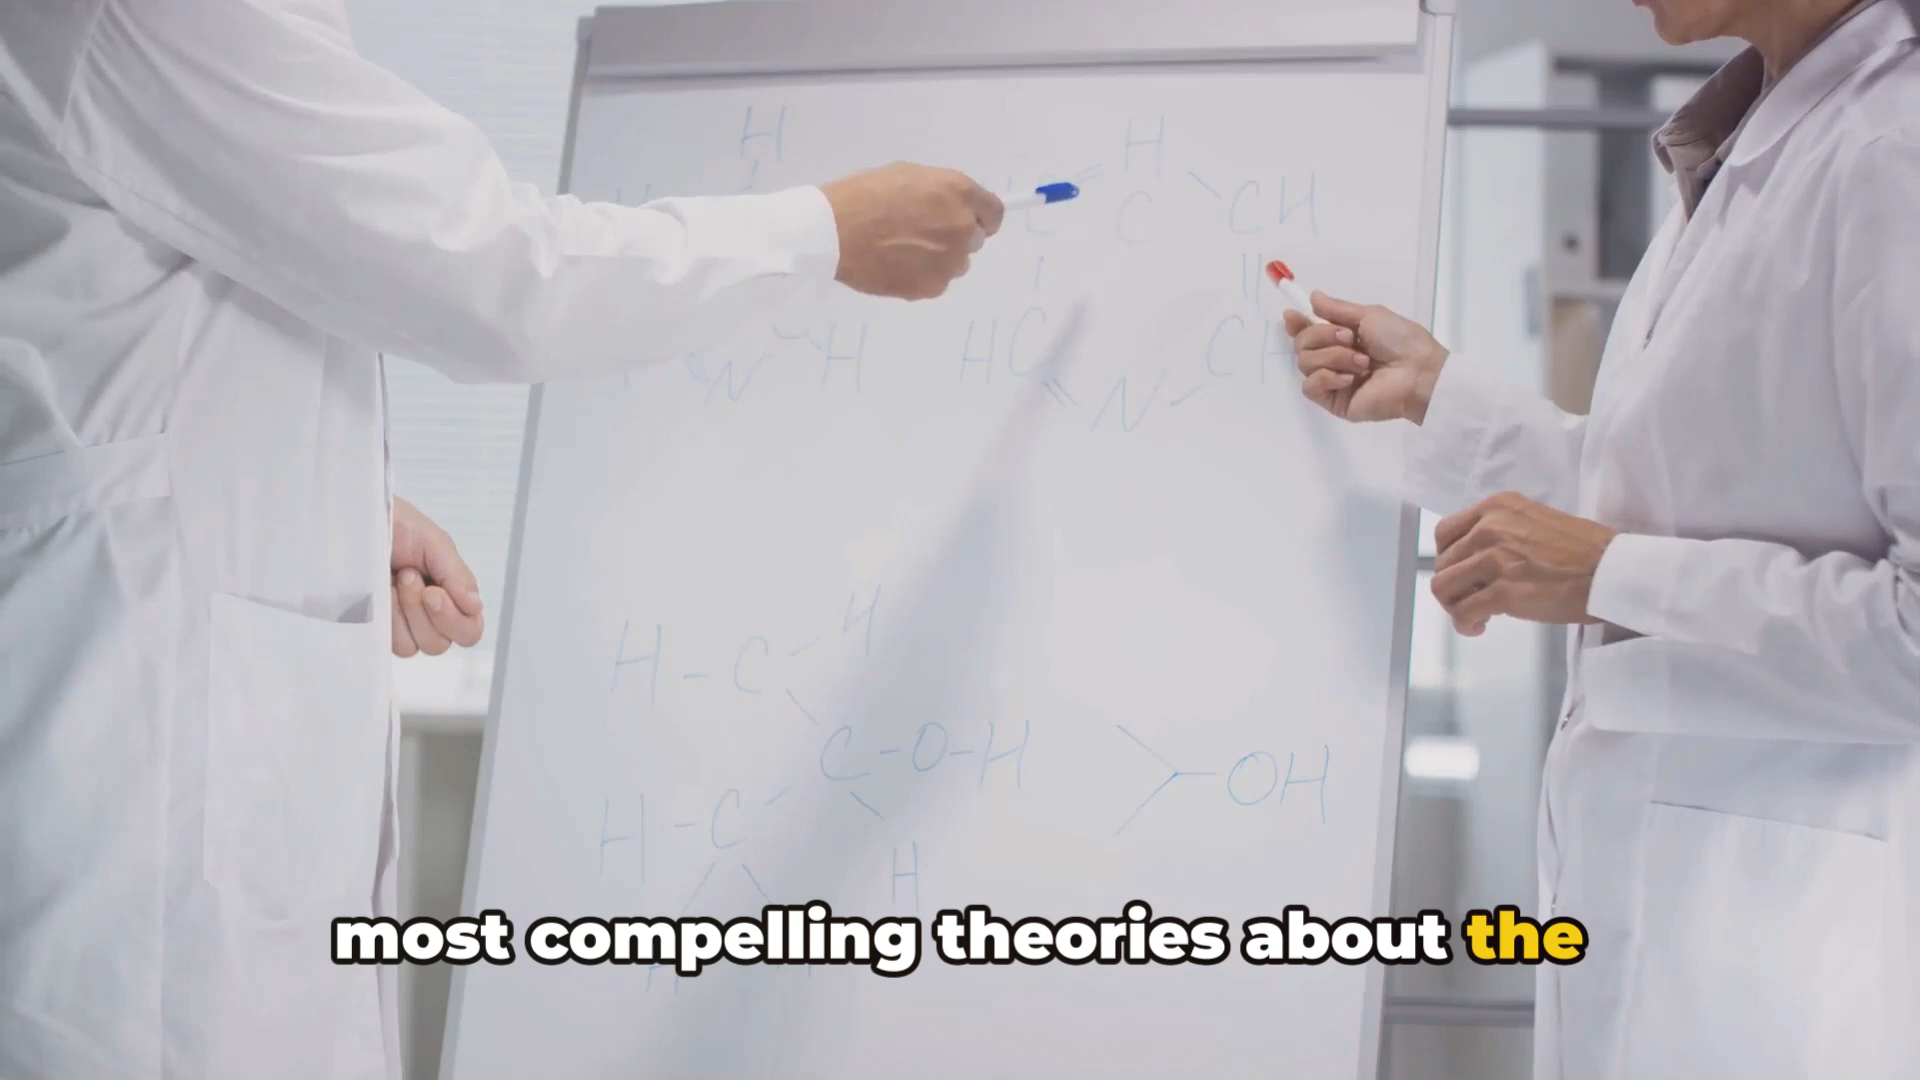 H
H
C
CH
N H
HC
N
CH
H
H - C
C - O - H
OH
H - C
H
most compelling theories about the